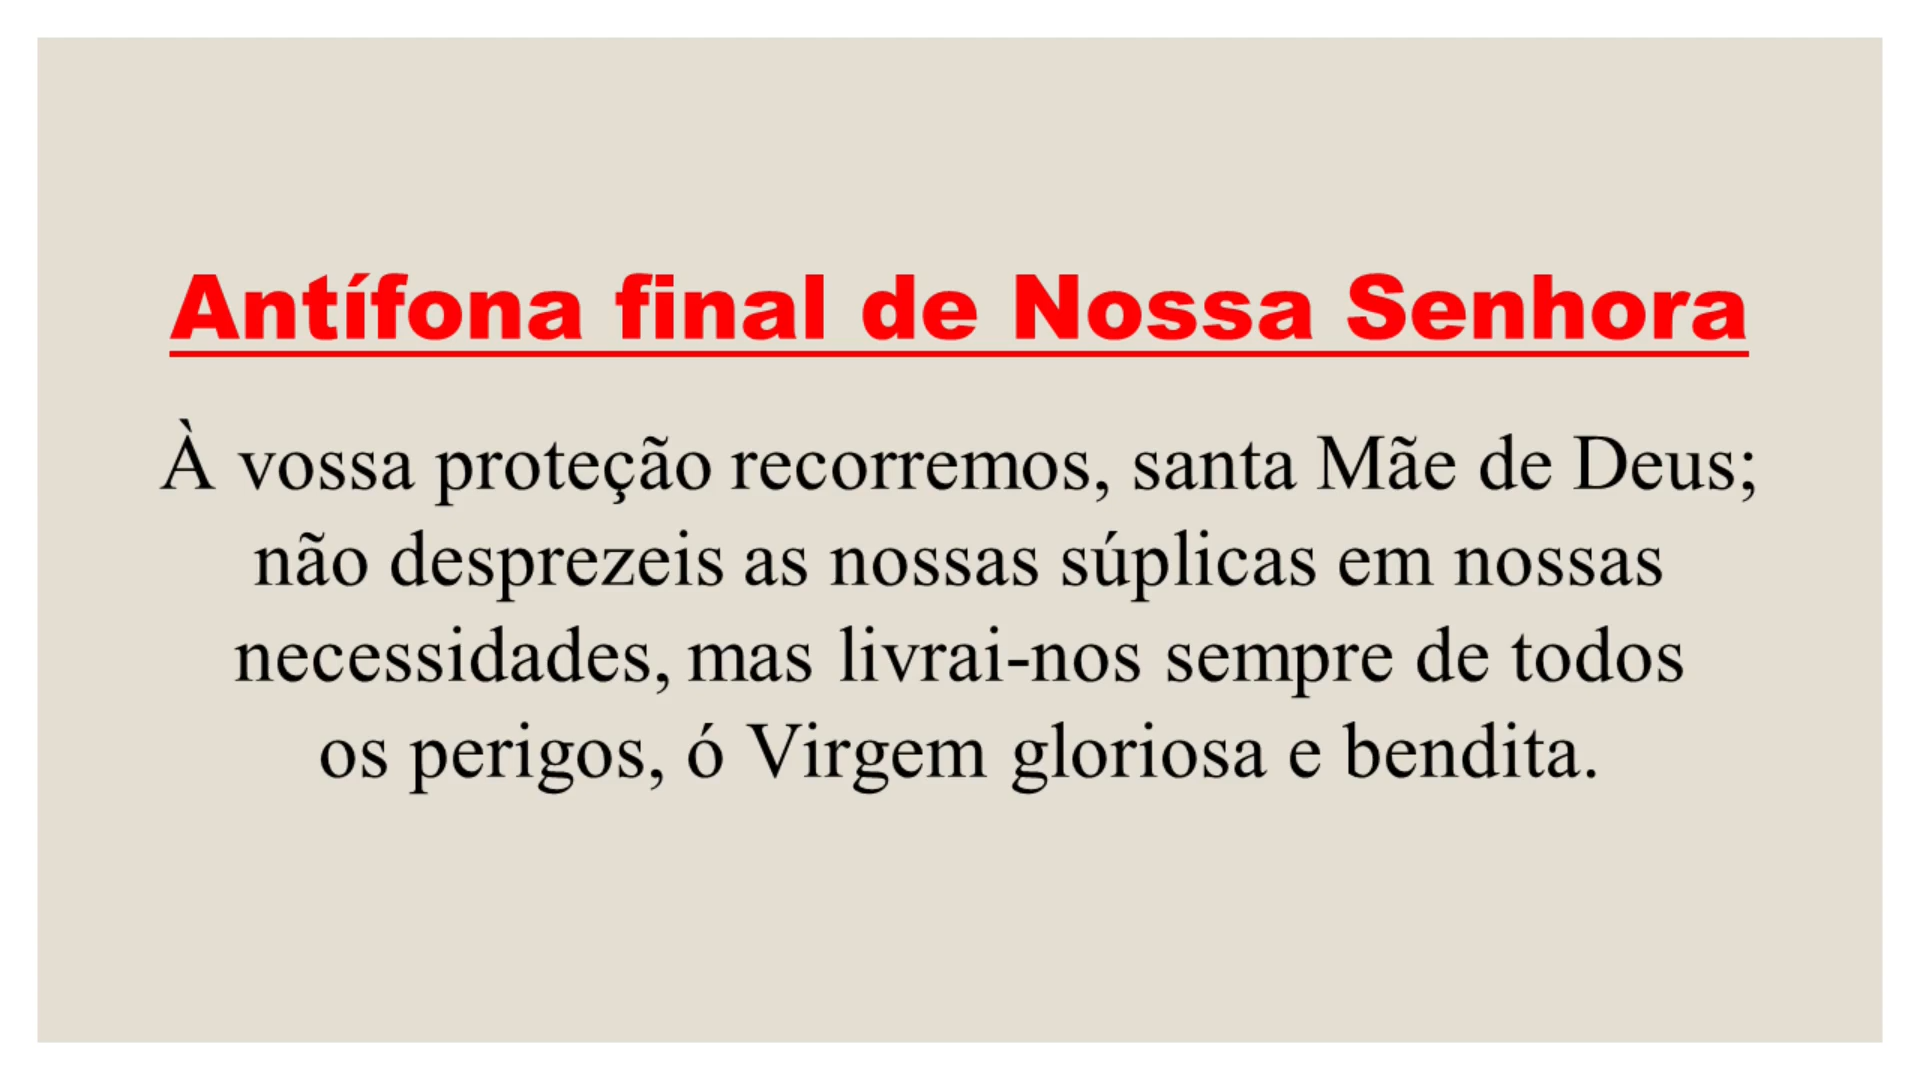 Antífona final de Nossa Senhora
À vossa proteção recorremos, santa Mãe de Deus;
não desprezeis as nossas súplicas em nossas
necessidades, mas livrai-nos sempre de todos
os perigos, ó Virgem gloriosa e bendita.